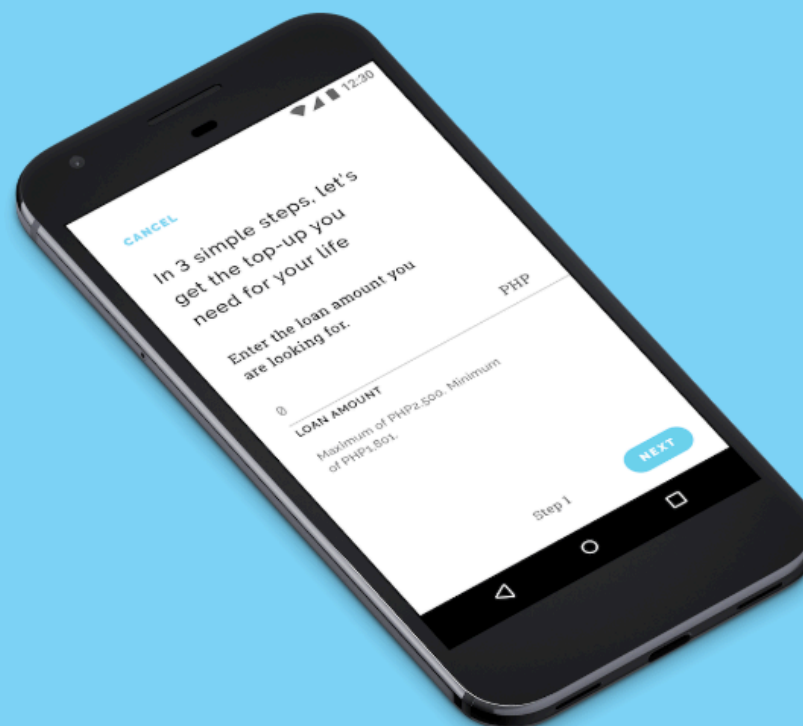 12:30
CANCEL
In 3 simple steps, let's
get the top-up you
need for your life
Enter the loan amount you
are looking for.
PHP
0
LOAN AMOUNT
Maximum of PHP2,500. Minimum
of PHP1,801.
Step 1
NEXT